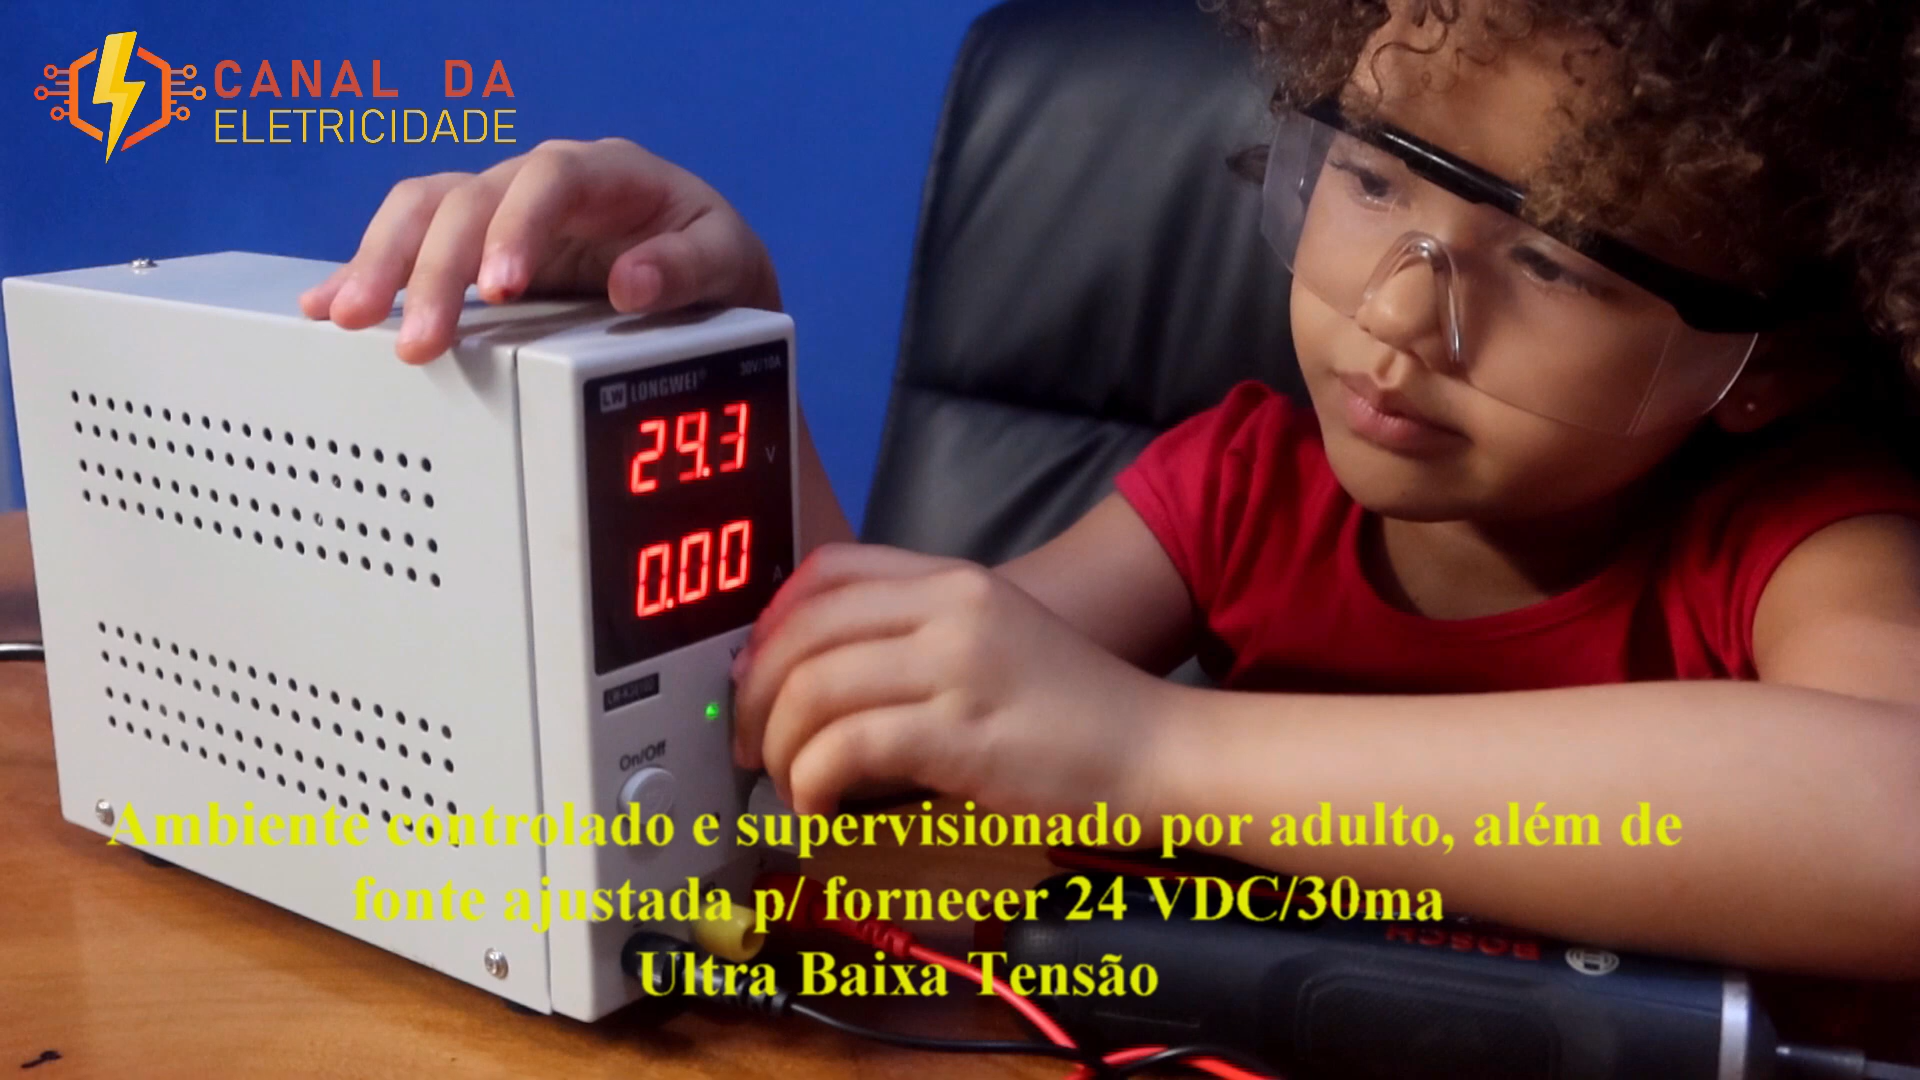 CANAL DA
ELETRICIDADE
30V/10A
LW LONGWEI®
29.3 V
0.00 A
On/Off
Ambiente controlado e supervisionado por adulto, além de
fonte ajustada p/ fornecer 24 VDC/30ma
Ultra Baixa Tensão
BOSCH